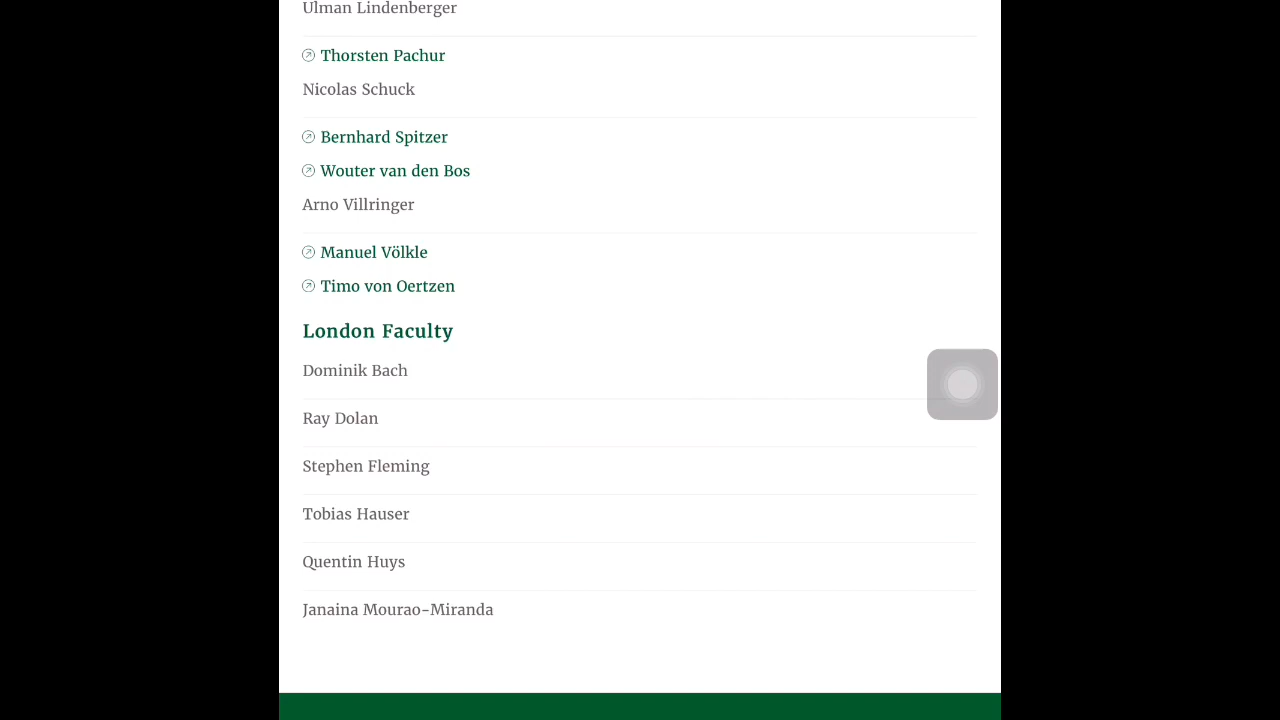 Ulman Lindenberger
Thorsten Pachur
Nicolas Schuck
Bernhard Spitzer
Wouter van den Bos
Arno Villringer
Manuel Völkle
Timo von Oertzen
London Faculty
Dominik Bach
Ray Dolan
Stephen Fleming
Tobias Hauser
Quentin Huys
Janaina Mourao-Miranda